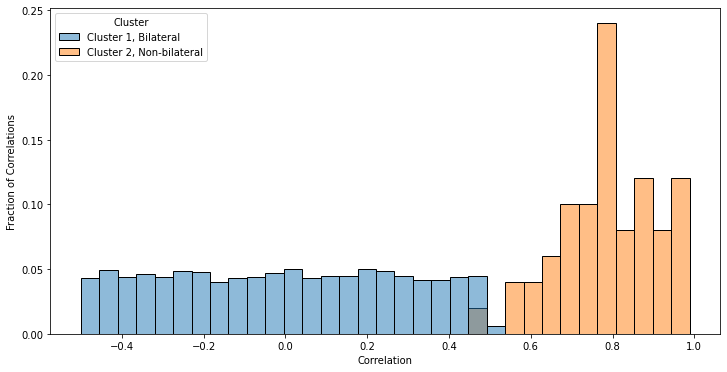 Cluster
Cluster 1, Bilateral
Cluster 2, Non-bilateral
Fraction of Correlations
0.25
0.20
0.15
0.10
0.05
0.00
−0.4
−0.2
0.0
0.2
0.4
0.6
0.8
1.0
Correlation